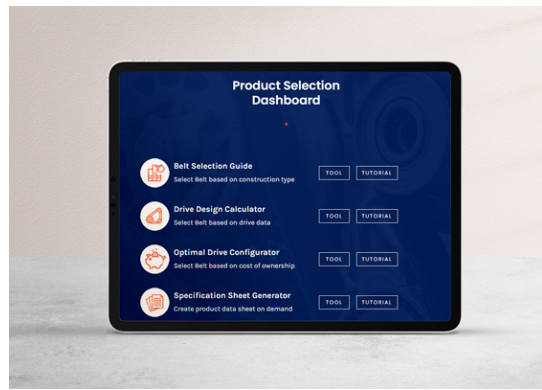 Product Selection
Dashboard
Belt Selection Guide
Select Belt based on construction type
TOOL
TUTORIAL
Drive Design Calculator
Select Belt based on drive data
TOOL
TUTORIAL
Optimal Drive Configurator
Select Belt based on cost of ownership
TOOL
TUTORIAL
Specification Sheet Generator
Create product data sheet on demand
TOOL
TUTORIAL